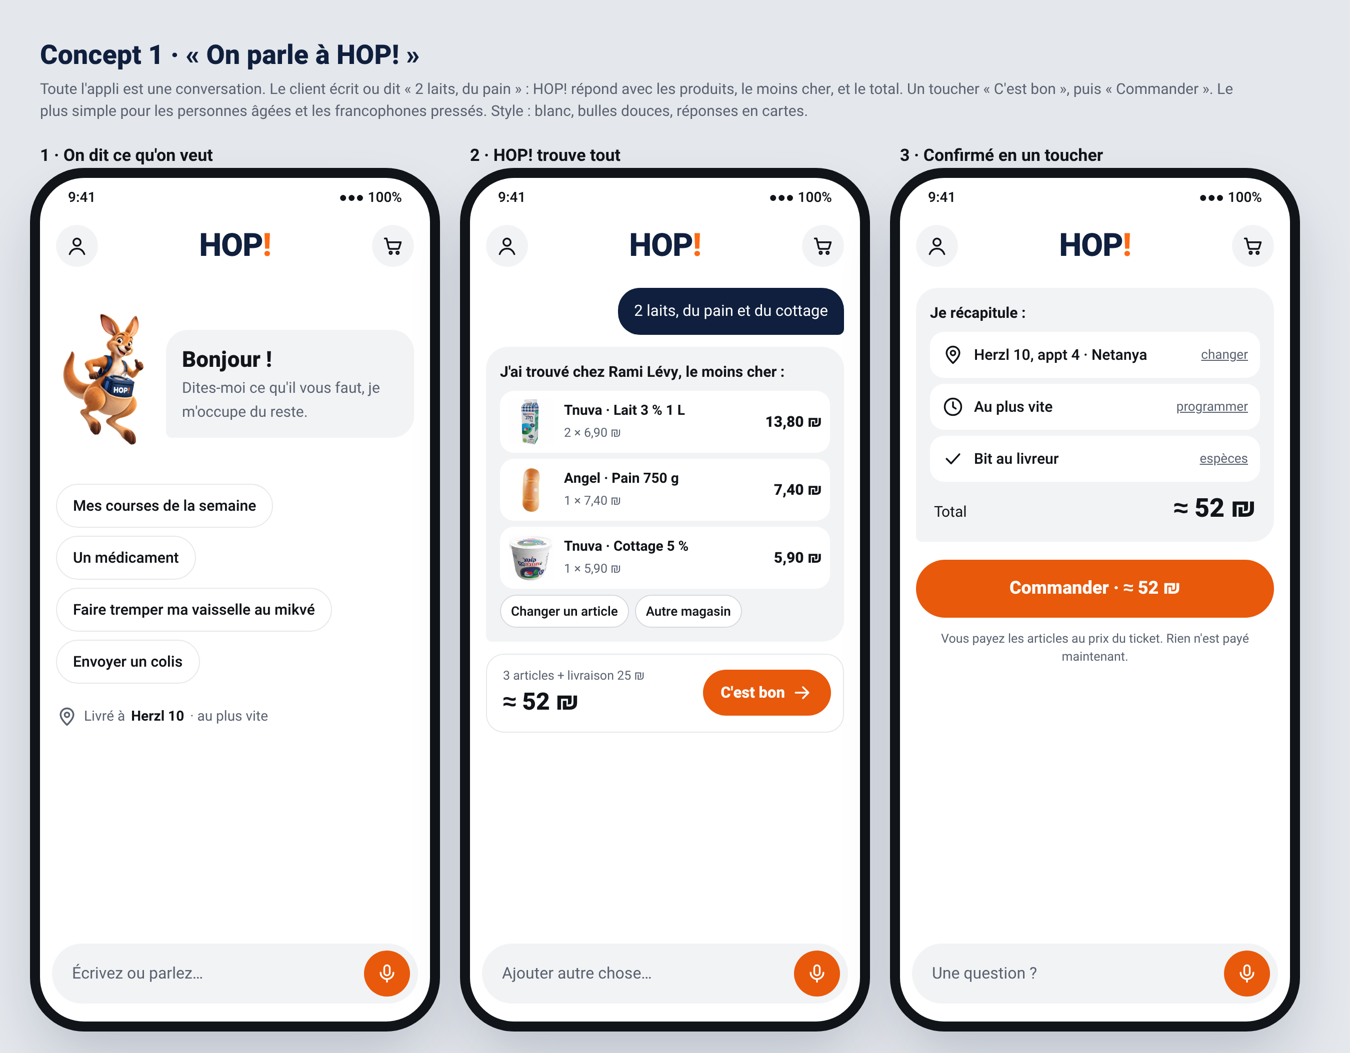 Concept 1 · « On parle à HOP! »
Toute l'appli est une conversation. Le client écrit ou dit « 2 laits, du pain » : HOP! répond avec les produits, le moins cher, et le total. Un toucher « C'est bon », puis « Commander ». Le
plus simple pour les personnes âgées et les francophones pressés. Style : blanc, bulles douces, réponses en cartes.
1 · On dit ce qu'on veut
9:41
●●● 100%
HOP!
HOP!
Bonjour !
Dites-moi ce qu'il vous faut, je
m'occupe du reste.
Mes courses de la semaine
Un médicament
Faire tremper ma vaisselle au mikvé
Envoyer un colis
Livré à Herzl 10 · au plus vite
Écrivez ou parlez…
2 · HOP! trouve tout
9:41
●●● 100%
HOP!
2 laits, du pain et du cottage
J'ai trouvé chez Rami Lévy, le moins cher :
Tnuva · Lait 3 % 1 L
2 × 6,90 ₪
13,80 ₪
Angel · Pain 750 g
1 × 7,40 ₪
7,40 ₪
Tnuva · Cottage 5 %
1 × 5,90 ₪
5,90 ₪
Changer un article
Autre magasin
3 articles + livraison 25 ₪
≈ 52 ₪
C'est bon →
Ajouter autre chose…
3 · Confirmé en un toucher
9:41
●●● 100%
HOP!
Je récapitule :
Herzl 10, appt 4 · Netanya
changer
Au plus vite
programmer
Bit au livreur
espèces
Total
≈ 52 ₪
Commander · ≈ 52 ₪
Vous payez les articles au prix du ticket. Rien n'est payé
maintenant.
Une question ?